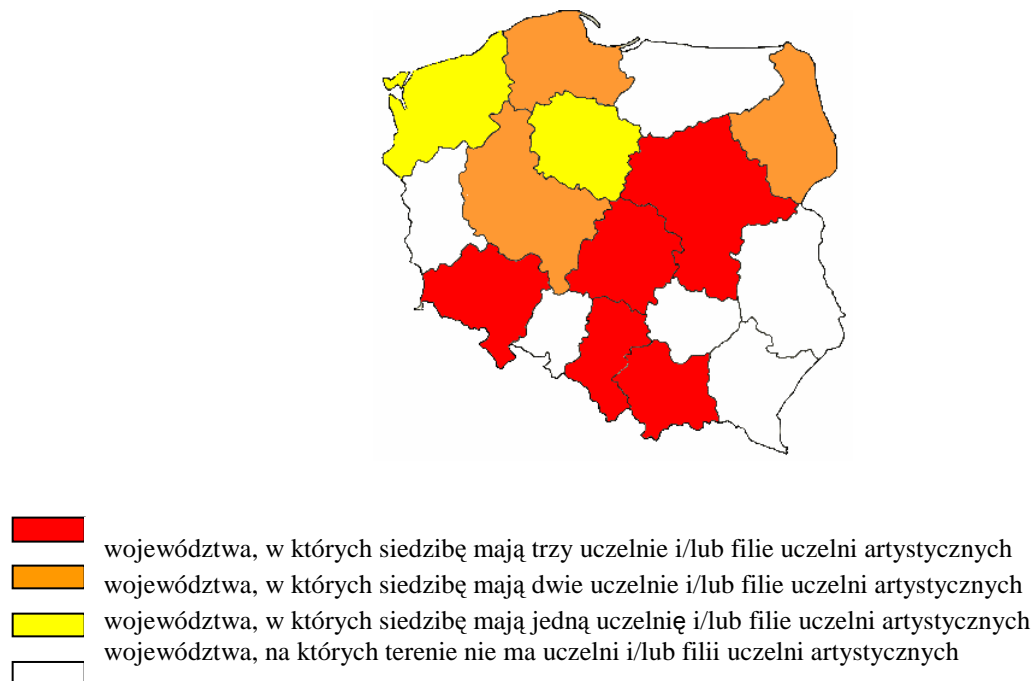 województwa, w których siedzibę mają trzy uczelnie i/lub filie uczelni artystycznych
województwa, w których siedzibę mają dwie uczelnie i/lub filie uczelni artystycznych
województwa, w których siedzibę mają jedną uczelnię i/lub filie uczelni artystycznych
województwa, na których terenie nie ma uczelni i/lub filii uczelni artystycznych